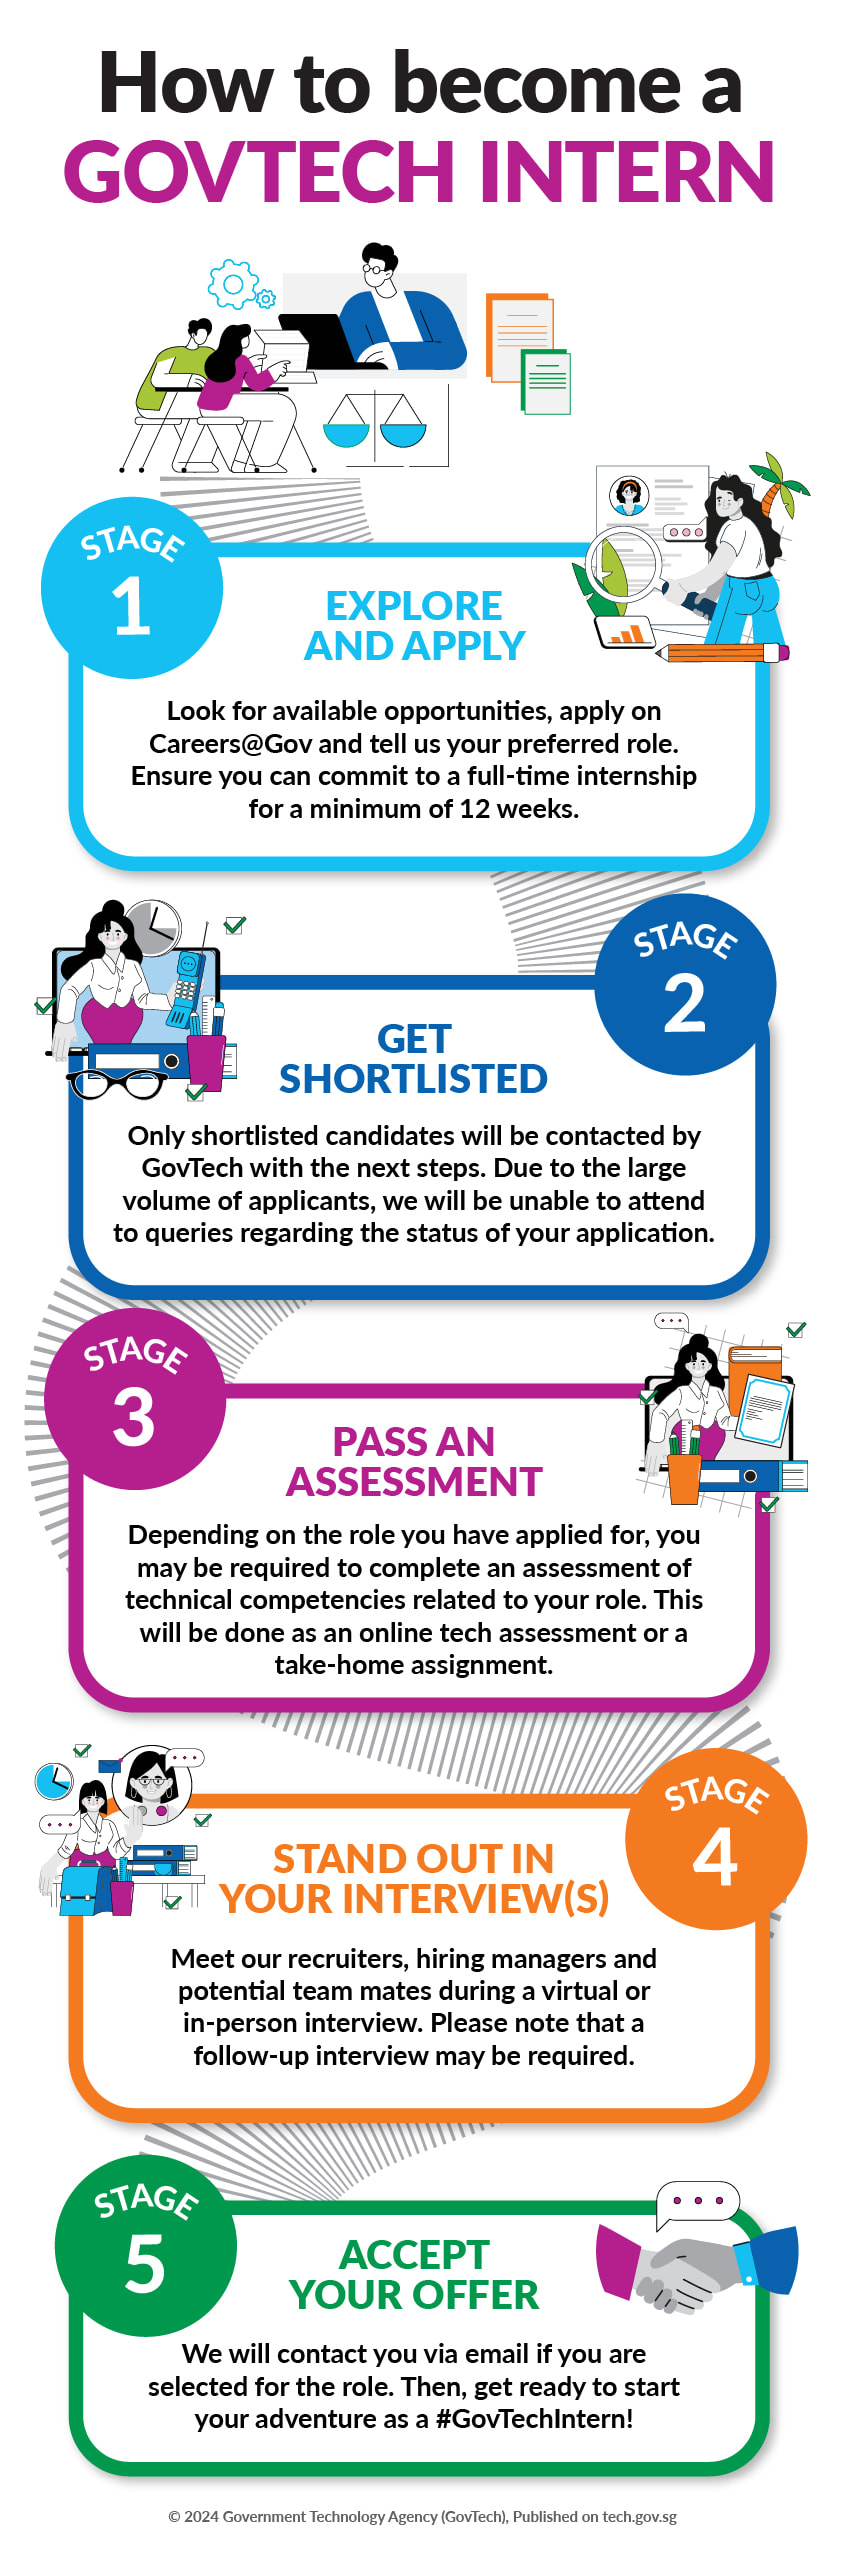 How to become a
GOVTECH INTERN
STAGE
1
EXPLORE
AND APPLY
Look for available opportunities, apply on
Careers@Gov and tell us your preferred role.
Ensure you can commit to a full-time internship
for a minimum of 12 weeks.
STAGE
2
GET
SHORTLISTED
Only shortlisted candidates will be contacted by
GovTech with the next steps. Due to the large
volume of applicants, we will be unable to attend
to queries regarding the status of your application.
STAGE
3
PASS AN
ASSESSMENT
Depending on the role you have applied for, you
may be required to complete an assessment of
technical competencies related to your role. This
will be done as an online tech assessment or a
take-home assignment.
STAGE
4
STAND OUT IN
YOUR INTERVIEW(S)
Meet our recruiters, hiring managers and
potential team mates during a virtual or
in-person interview. Please note that a
follow-up interview may be required.
STAGE
5
ACCEPT
YOUR OFFER
We will contact you via email if you are
selected for the role. Then, get ready to start
your adventure as a #GovTechIntern!
© 2024 Government Technology Agency (GovTech), Published on tech.gov.sg